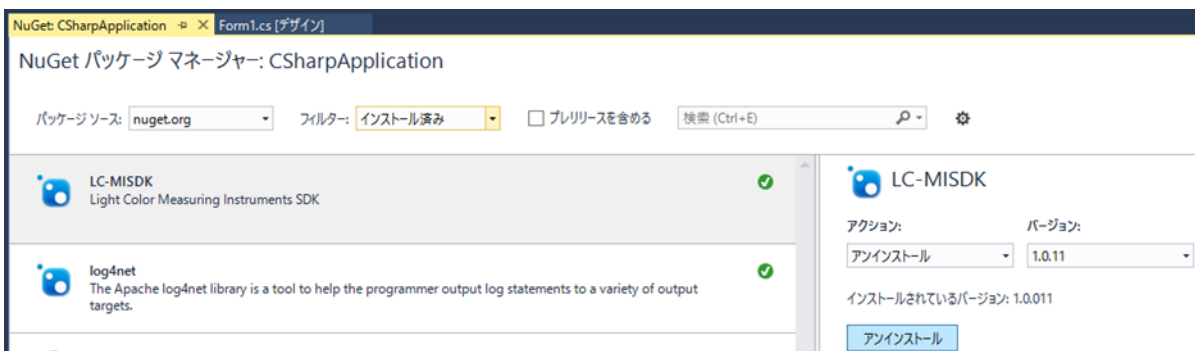 NuGet: CSharpApplication
Form1.cs [デザイン]
NuGet パッケージ マネージャー: CSharpApplication
パッケージ ソース: nuget.org
フィルター: インストール済み
プレリリースを含める
検索 (Ctrl+E)
LC-MISDK
Light Color Measuring Instruments SDK
log4net
The Apache log4net library is a tool to help the programmer output log statements to a variety of output
targets.
LC-MISDK
アクション: バージョン:
アンインストール 1.0.11
インストールされているバージョン: 1.0.011
アンインストール